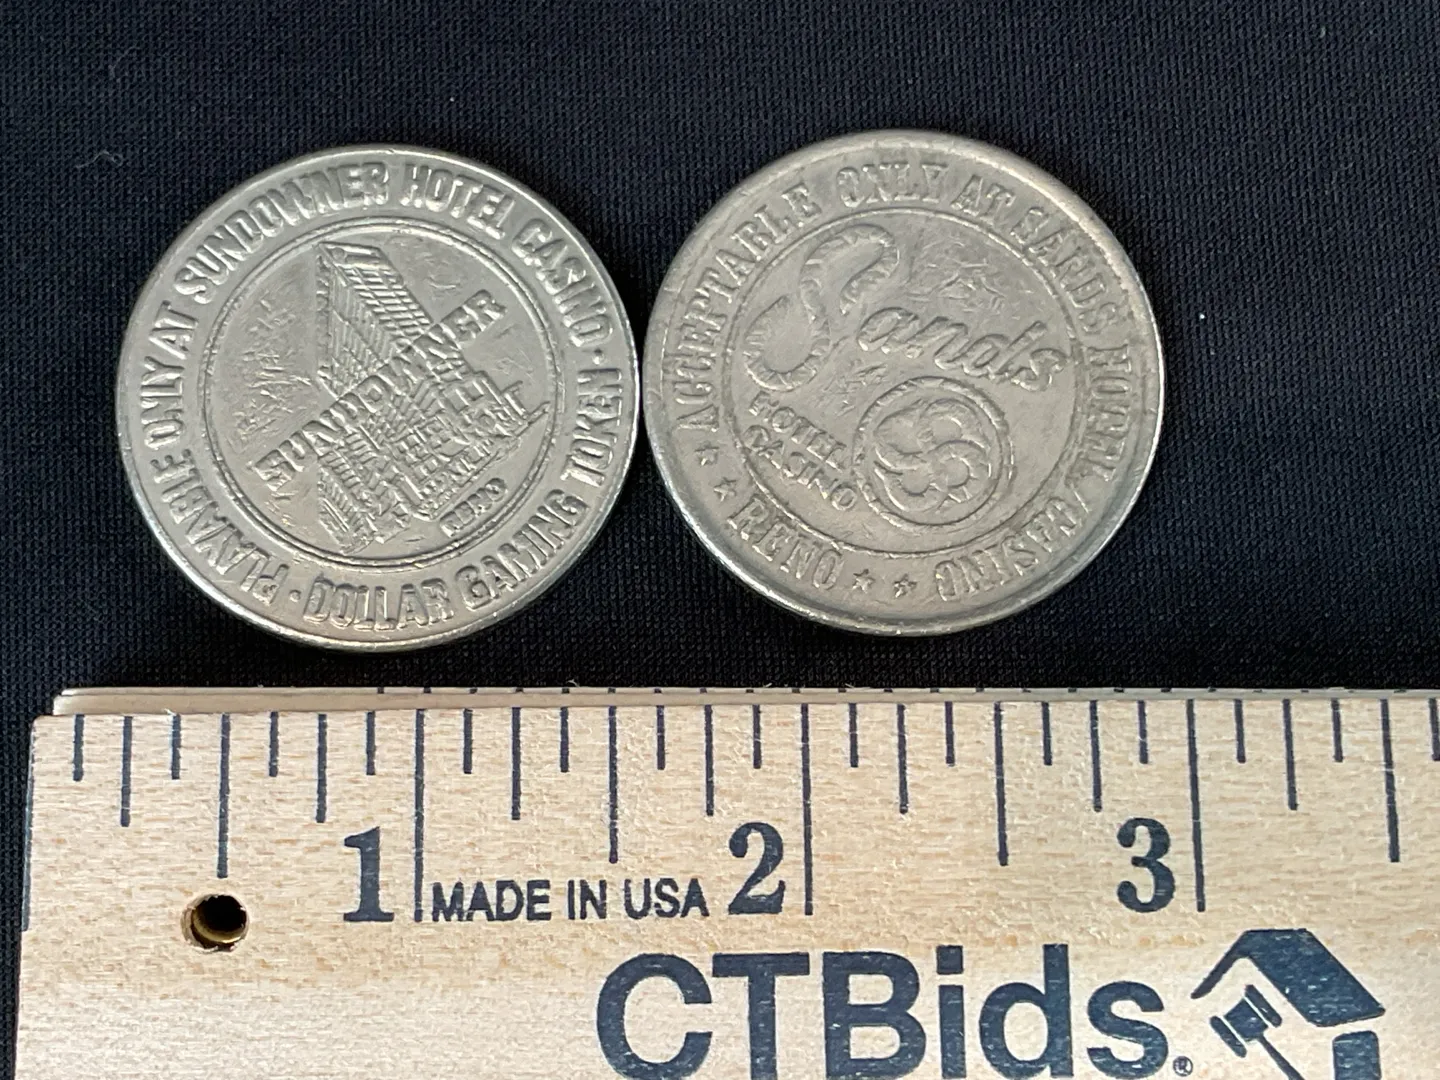 PLAYABLE ONLY AT SUNDOWNER HOTEL CASINO •
DOLLAR GAMING TOKEN •
SUNDOWNER
RENO
ACCEPTABLE ONLY AT SANDS HOTEL/CASINO
★ ★ RENO ★ ★
Sands
HOTEL
CASINO
1 2 3
MADE IN USA
CTBids®